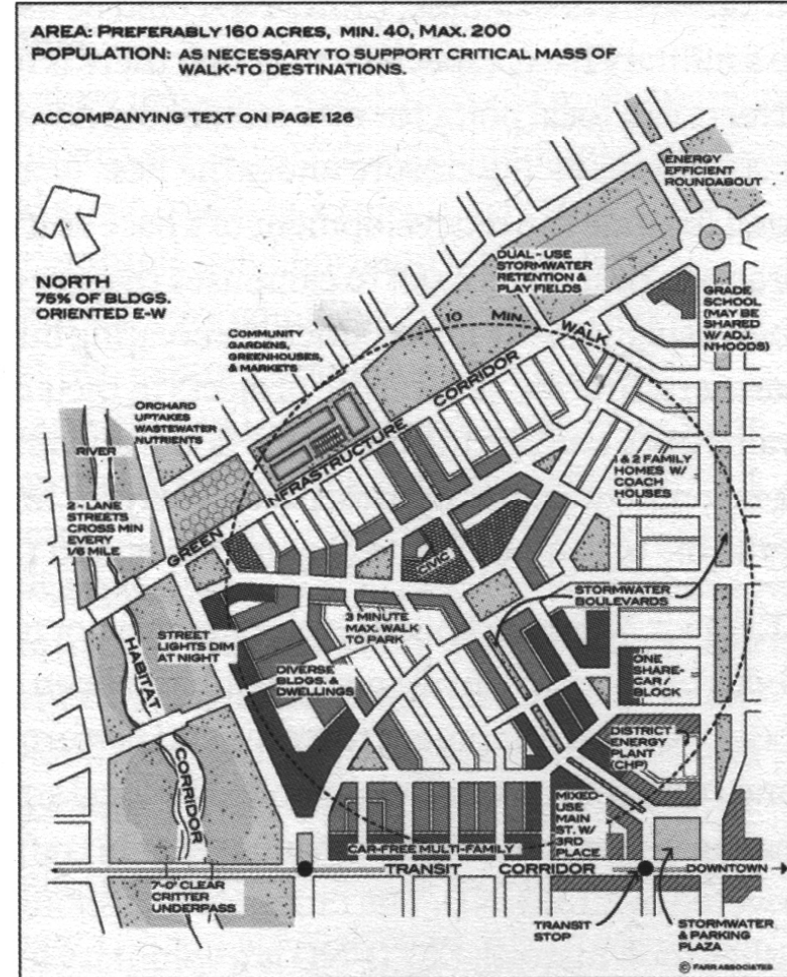 AREA: PREFERABLY 160 ACRES, MIN. 40, MAX. 200
POPULATION: AS NECESSARY TO SUPPORT CRITICAL MASS OF
WALK-TO DESTINATIONS.
ACCOMPANYING TEXT ON PAGE 126
ENERGY
EFFICIENT
ROUNDABOUT
NORTH
75% OF BLDGS.
ORIENTED E-W
DUAL-USE
STORMWATER
RETENTION &
PLAY FIELDS
GRADE
SCHOOL
(MAY BE
SHARED
W/ ADJ.
N'HOODS)
10 MIN. WALK
COMMUNITY
GARDENS,
GREENHOUSES,
& MARKETS
ORCHARD
UPTAKES
WASTEWATER
NUTRIENTS
RIVER
2-LANE
STREETS
CROSS MIN
EVERY
1/6 MILE
GREEN INFRASTRUCTURE CORRIDOR
1 & 2 FAMILY
HOMES W/
COACH
HOUSES
CIVIC
STORMWATER
BOULEVARDS
3 MINUTE
MAX. WALK
TO PARK
STREET
LIGHTS DIM
AT NIGHT
DIVERSE
BLDGS. &
DWELLINGS
ONE
SHARE-
CAR /
BLOCK
HABITAT CORRIDOR
DISTRICT
ENERGY
PLANT
(CHP)
MIXED-
USE
MAIN
ST. W/
3RD
PLACE
CAR-FREE MULTI-FAMILY
TRANSIT CORRIDOR
DOWNTOWN
7'-0" CLEAR
CRITTER
UNDERPASS
TRANSIT
STOP
STORMWATER
& PARKING
PLAZA
© FARR ASSOCIATES